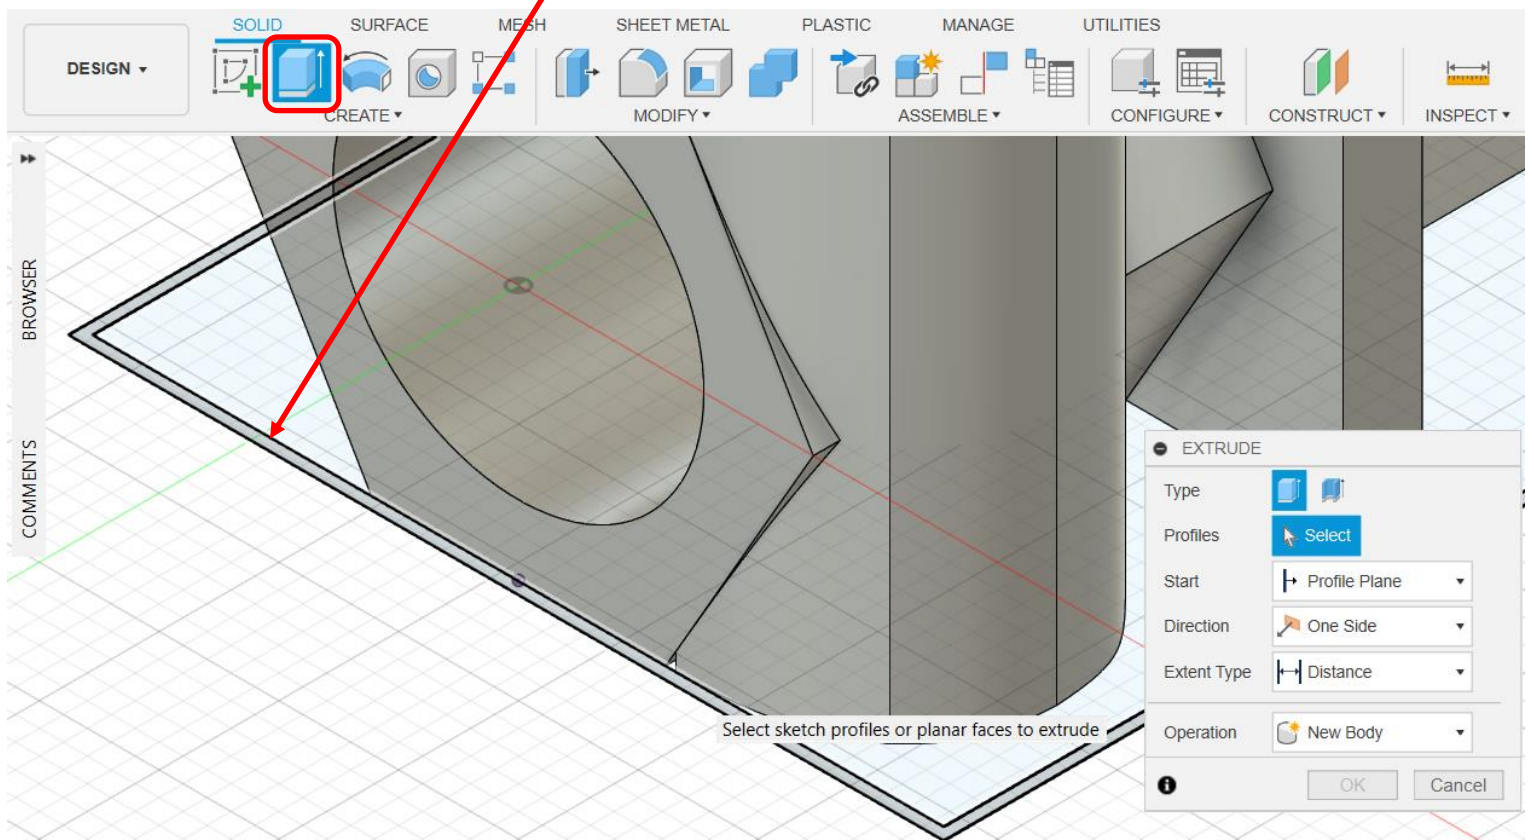 SOLID SURFACE MESH SHEET METAL PLASTIC MANAGE UTILITIES
DESIGN ▾
CREATE ▾ MODIFY ▾ ASSEMBLE ▾ CONFIGURE ▾ CONSTRUCT ▾ INSPECT ▾
BROWSER
COMMENTS
EXTRUDE
Type
Profiles Select
Start Profile Plane
Direction One Side
Extent Type Distance
Operation New Body
OK Cancel
Select sketch profiles or planar faces to extrude